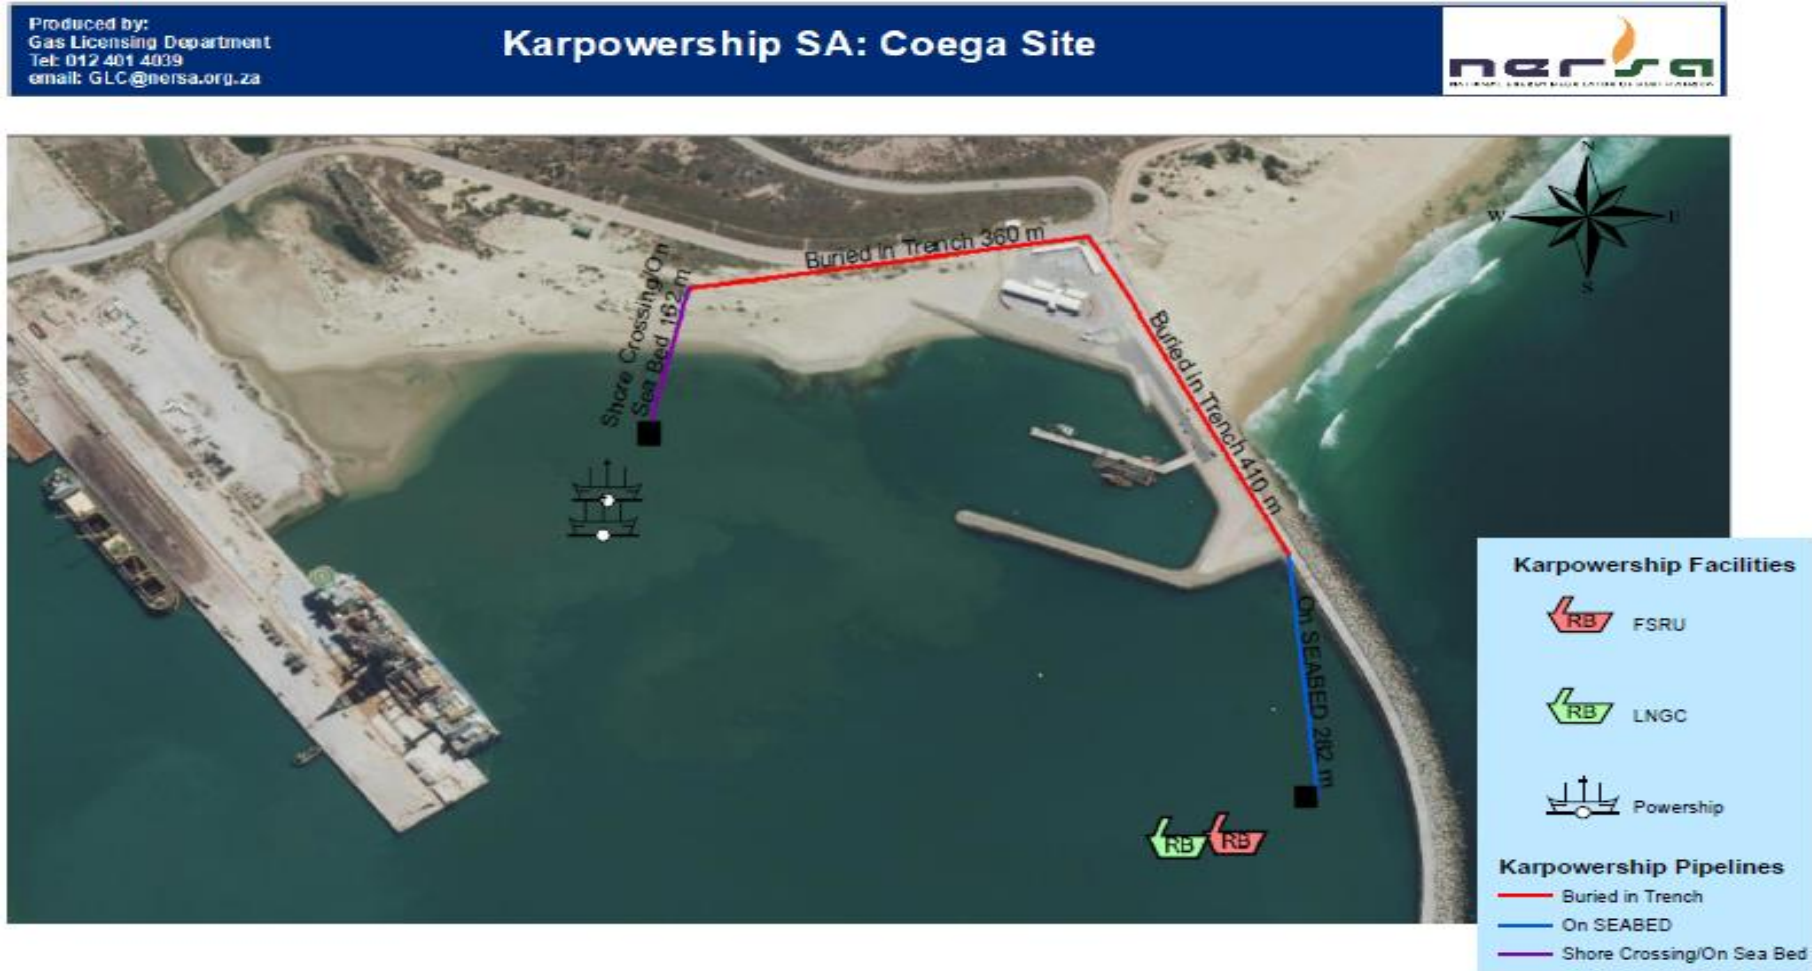 Produced by:
Gas Licensing Department
Tel: 012 401 4039
email: GLC@nersa.org.za
Karpowership SA: Coega Site
nersa
N
W
E
S
Buried in Trench 360 m
Shore Crossing/On
Sea Bed 162 m
Buried in Trench 410 m
On SEABED 282 m
RB
RB
Karpowership Facilities
RB FSRU
RB LNGC
Powership
Karpowership Pipelines
Buried in Trench
On SEABED
Shore Crossing/On Sea Bed